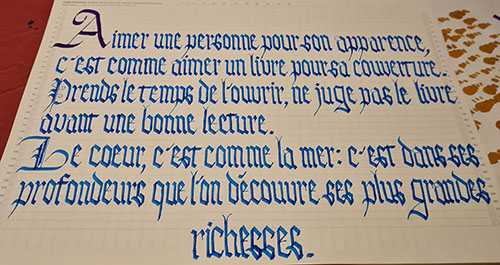 Aimer une personne pour son apparence,
c'est comme aimer un livre pour sa couverture.
Prends le temps de l'ouvrir, ne juge pas le livre
avant une bonne lecture.
Le coeur, c'est comme la mer: c'est dans ses
profondeurs que l'on découvre ses plus grandes
richesses.